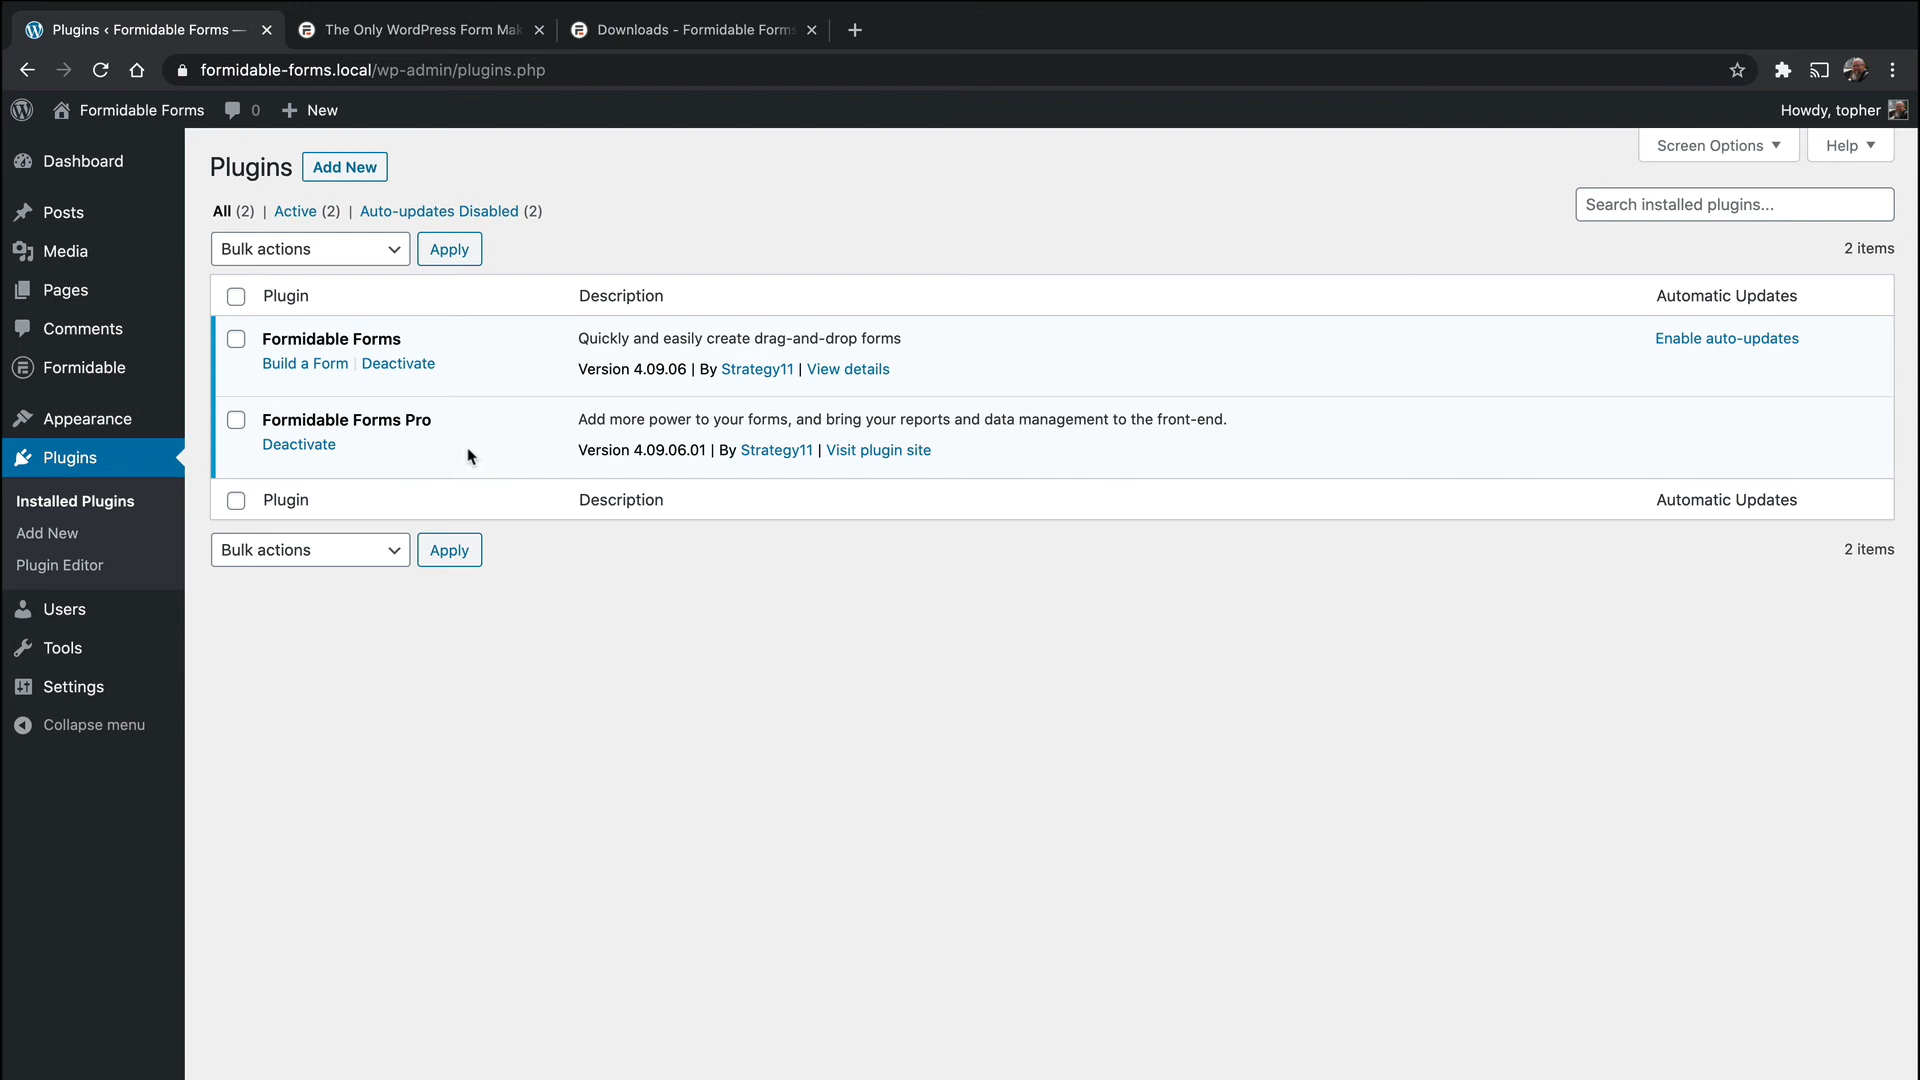 Plugins ‹ Formidable Forms —
The Only WordPress Form Mak
Downloads - Formidable Forms
formidable-forms.local/wp-admin/plugins.php
Formidable Forms
0
New
Howdy, topher
Dashboard
Posts
Media
Pages
Comments
Formidable
Appearance
Plugins
Installed Plugins
Add New
Plugin Editor
Users
Tools
Settings
Collapse menu
Screen Options
Help
Plugins
Add New
All (2) | Active (2) | Auto-updates Disabled (2)
Search installed plugins...
Bulk actions
Apply
2 items
Plugin Description Automatic Updates
Formidable Forms Quickly and easily create drag-and-drop forms Enable auto-updates
Build a Form | Deactivate Version 4.09.06 | By Strategy11 | View details
Formidable Forms Pro Add more power to your forms, and bring your reports and data management to the front-end.
Deactivate Version 4.09.06.01 | By Strategy11 | Visit plugin site
Plugin Description Automatic Updates
Bulk actions
Apply
2 items